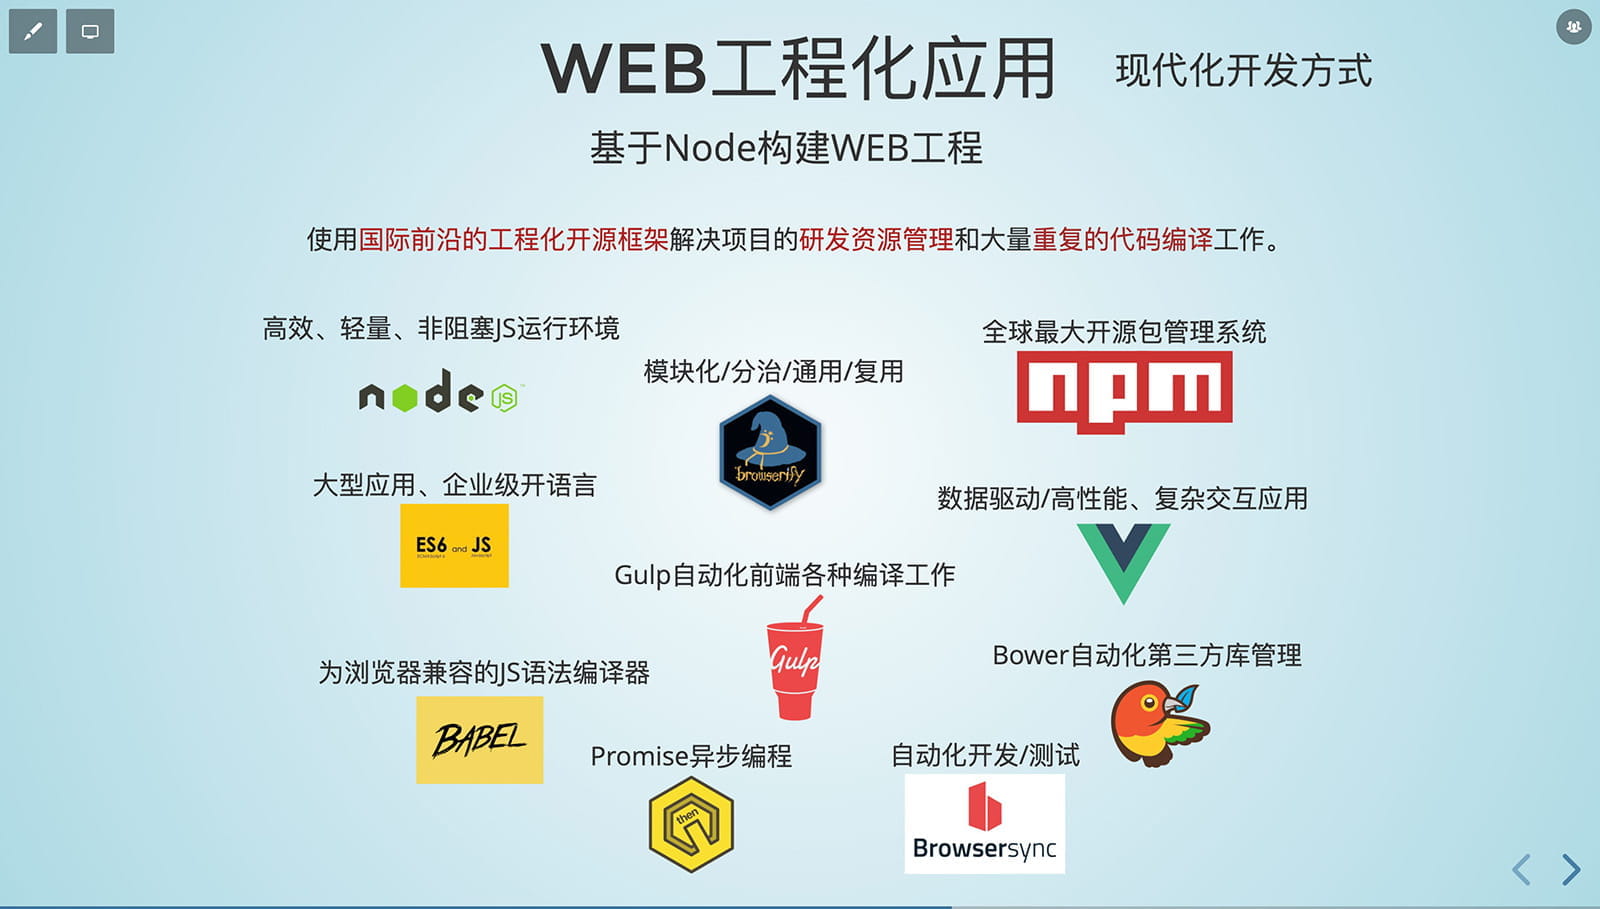 WEB工程化应用
现代化开发方式
基于Node构建WEB工程
使用国际前沿的工程化开源框架解决项目的研发资源管理和大量重复的代码编译工作。
高效、轻量、非阻塞JS运行环境
node JS
模块化/分治/通用/复用
browserify
全球最大开源包管理系统
npm
大型应用、企业级开语言
ES6 and JS
数据驱动/高性能、复杂交互应用
Gulp自动化前端各种编译工作
Gulp
Bower自动化第三方库管理
为浏览器兼容的JS语法编译器
BABEL
Promise异步编程
then
自动化开发/测试
Browsersync